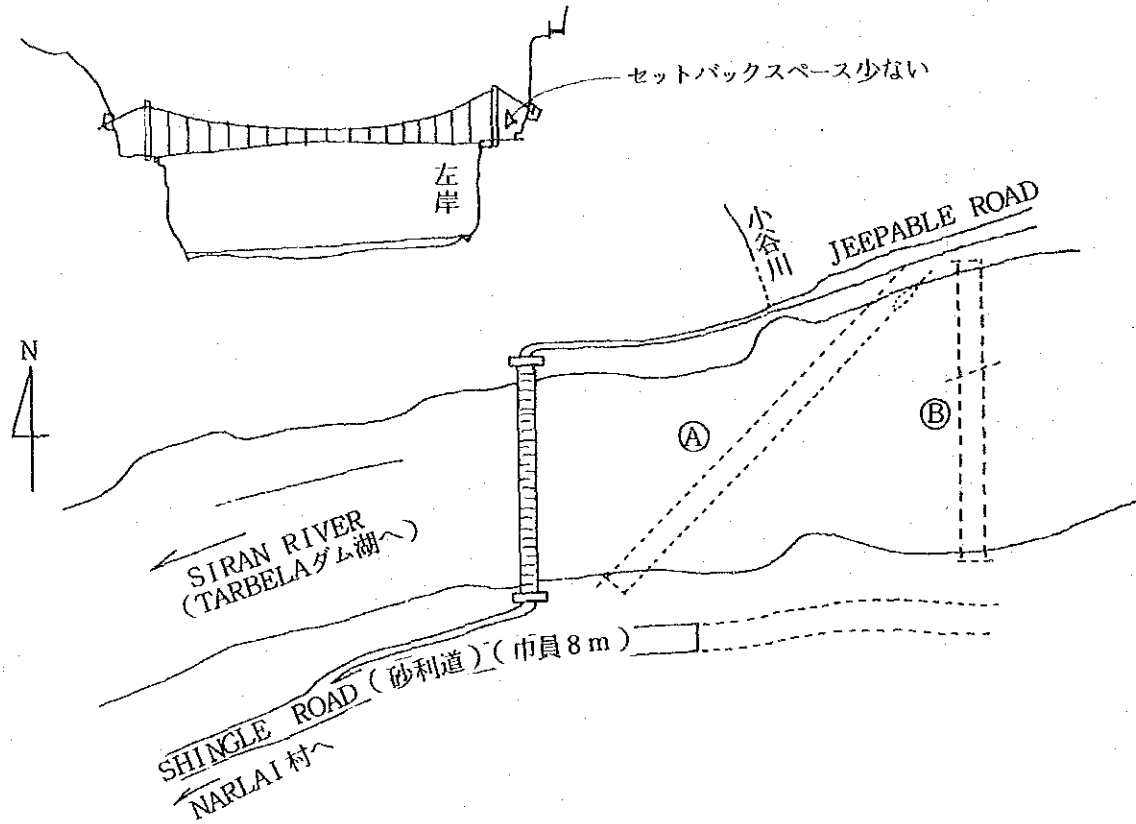 セットバックスペース少ない
左岸
小谷川
JEEPABLE ROAD
N
Ⓐ
Ⓑ
SIRAN RIVER
(TARBELAダム湖へ)
SHINGLE ROAD (砂利道) (巾員8m)
NARLAI村へ